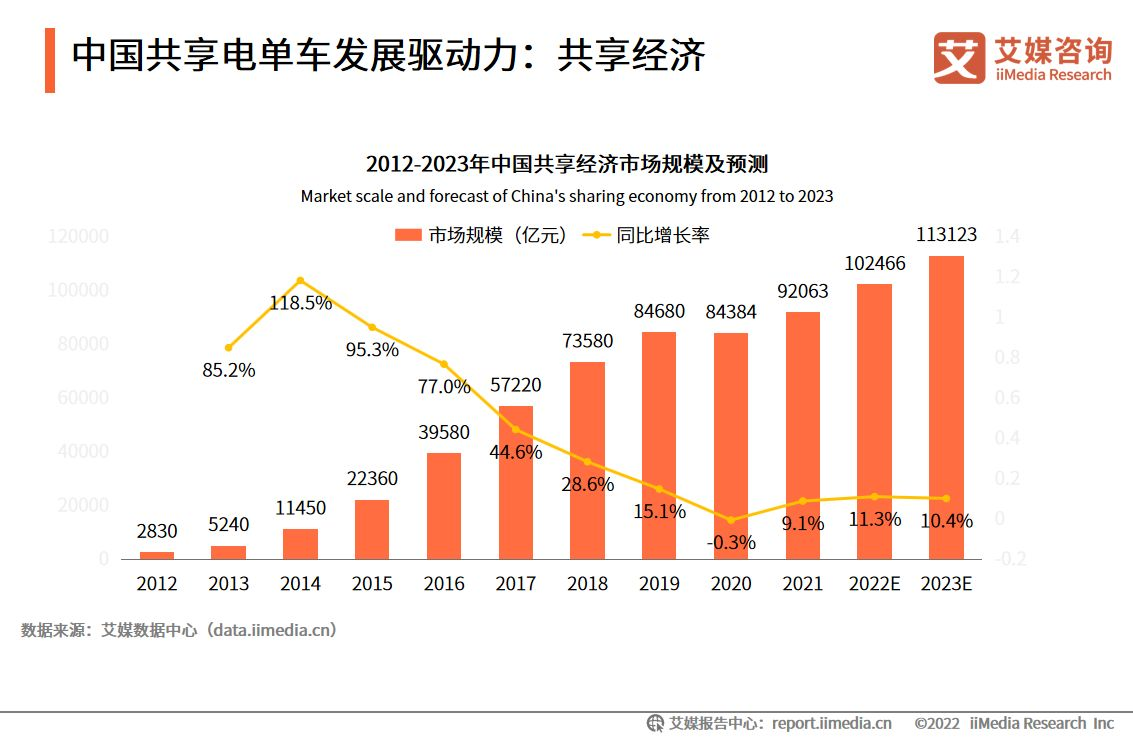 中国共享电单车发展驱动力：共享经济
艾 艾媒咨询
iiMedia Research
2012-2023年中国共享经济市场规模及预测
Market scale and forecast of China's sharing economy from 2012 to 2023
市场规模（亿元） 同比增长率
120000
100000
80000
60000
40000
20000
0
1.4
1.2
1
0.8
0.6
0.4
0.2
0
-0.2
2830 5240 11450 22360 39580 57220 73580 84680 84384 92063 102466 113123
85.2% 118.5% 95.3% 77.0% 44.6% 28.6% 15.1% -0.3% 9.1% 11.3% 10.4%
2012 2013 2014 2015 2016 2017 2018 2019 2020 2021 2022E 2023E
数据来源：艾媒数据中心（data.iimedia.cn）
艾媒报告中心：report.iimedia.cn ©2022 iiMedia Research Inc